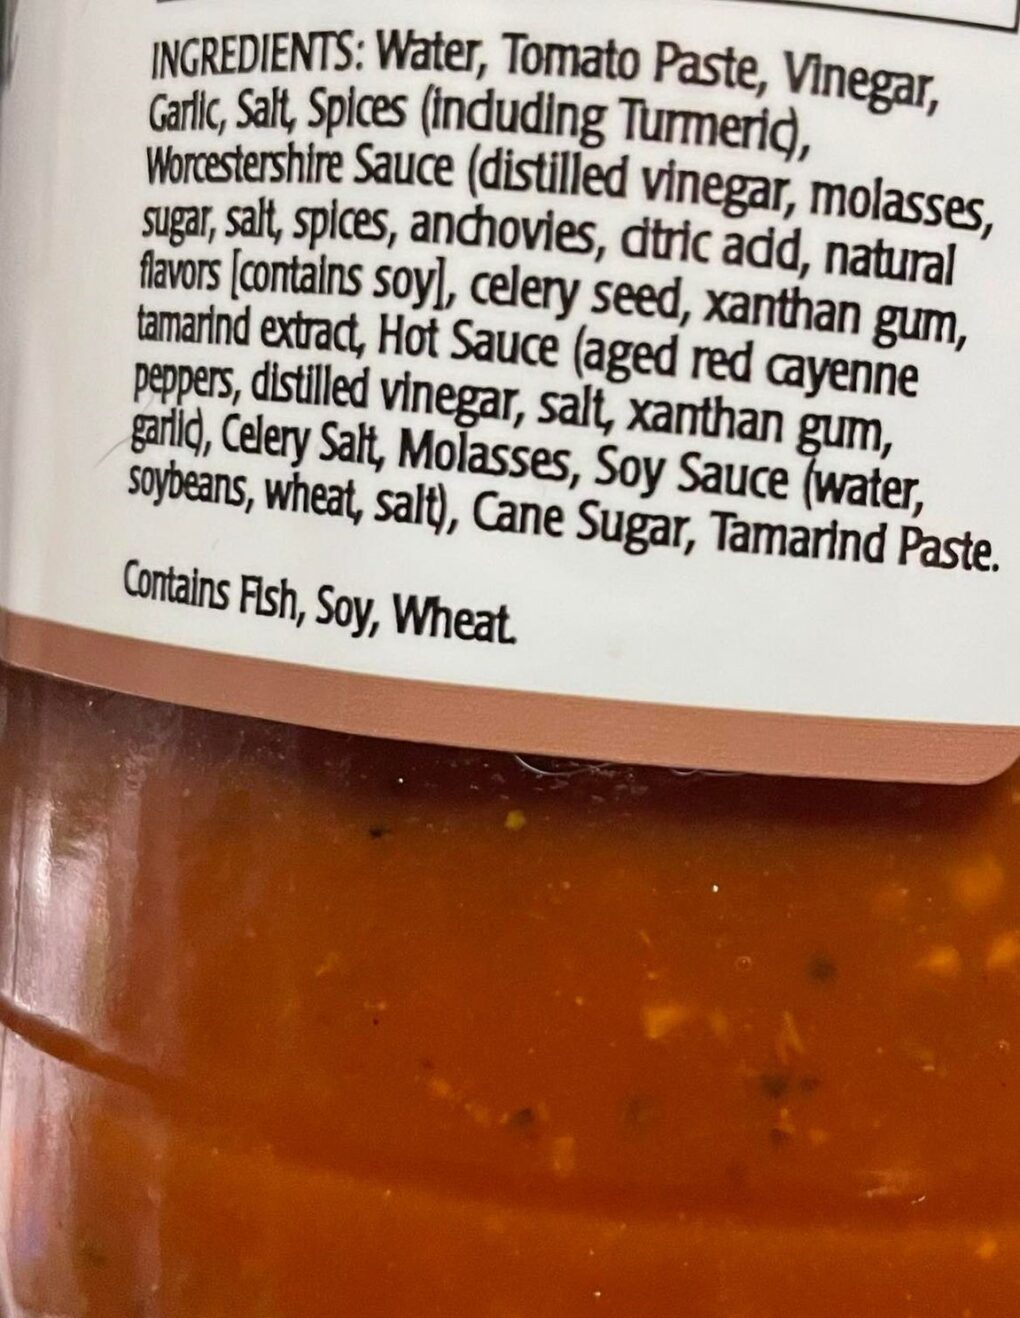 INGREDIENTS: Water, Tomato Paste, Vinegar,
Garlic, Salt, Spices (including Turmeric),
Worcestershire Sauce (distilled vinegar, molasses,
sugar, salt, spices, anchovies, citric acid, natural
flavors [contains soy], celery seed, xanthan gum,
tamarind extract, Hot Sauce (aged red cayenne
peppers, distilled vinegar, salt, xanthan gum,
garlic), Celery Salt, Molasses, Soy Sauce (water,
soybeans, wheat, salt), Cane Sugar, Tamarind Paste.
Contains Fish, Soy, Wheat.